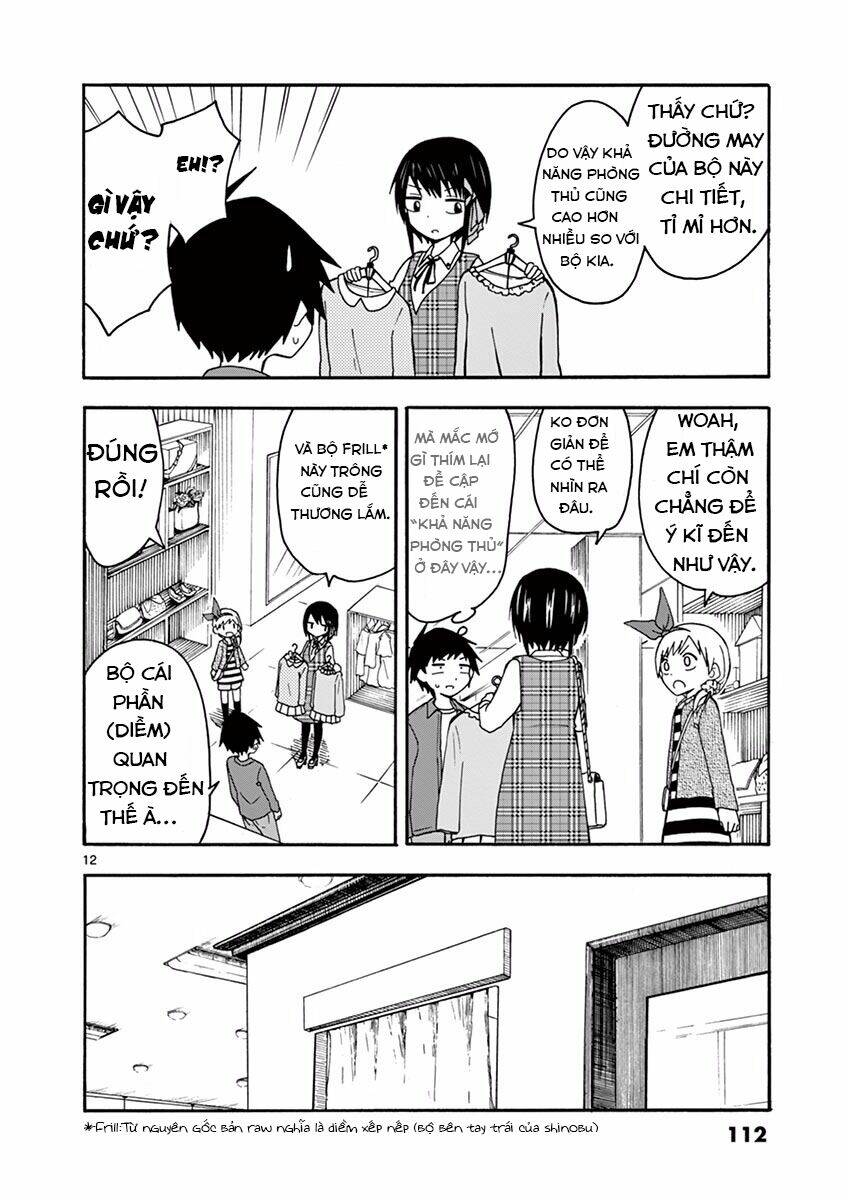 THẤY CHỨ?
ĐƯỜNG MAY
CỦA BỘ NÀY
CHI TIẾT,
TỈ MỈ HƠN.
DO VẬY KHẢ
NĂNG PHÒNG
THỦ CŨNG
CAO HƠN
NHIỀU SO VỚI
BỘ KIA.
EH!?
GÌ VẬY
CHỨ?
WOAH,
EM THẬM
CHÍ CÒN
CHẲNG ĐỂ
Ý KĨ ĐẾN
NHƯ VẬY.
KO ĐƠN
GIẢN ĐỂ
CÓ THỂ
NHÌN RA
ĐÂU.
MÀ MẮC MỚ
GÌ THÍM LẠI
ĐỀ CẬP
ĐẾN CÁI
"KHẢ NĂNG
PHÒNG THỦ"
Ở ĐÂY VẬY...
VÀ BỘ FRILL*
NÀY TRÔNG
CŨNG DỄ
THƯƠNG LẮM.
ĐÚNG
RỒI!
BỘ CÁI
PHẦN
(DIỀM)
QUAN
TRỌNG ĐẾN
THẾ À...
12
*Frill:Từ nguyên gốc bản raw nghĩa là diềm xếp nếp (bộ bên tay trái của shinobu)
112